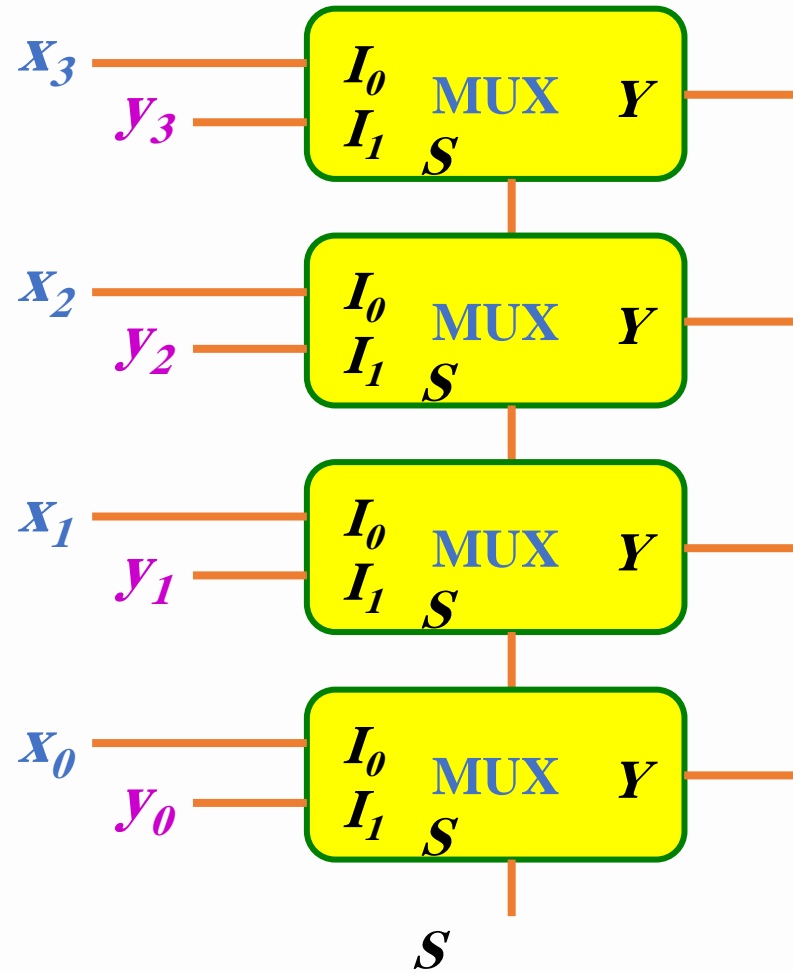 x₃ I₀ MUX Y
y₃ I₁ S
x₂ I₀ MUX Y
y₂ I₁ S
x₁ I₀ MUX Y
y₁ I₁ S
x₀ I₀ MUX Y
y₀ I₁ S
S